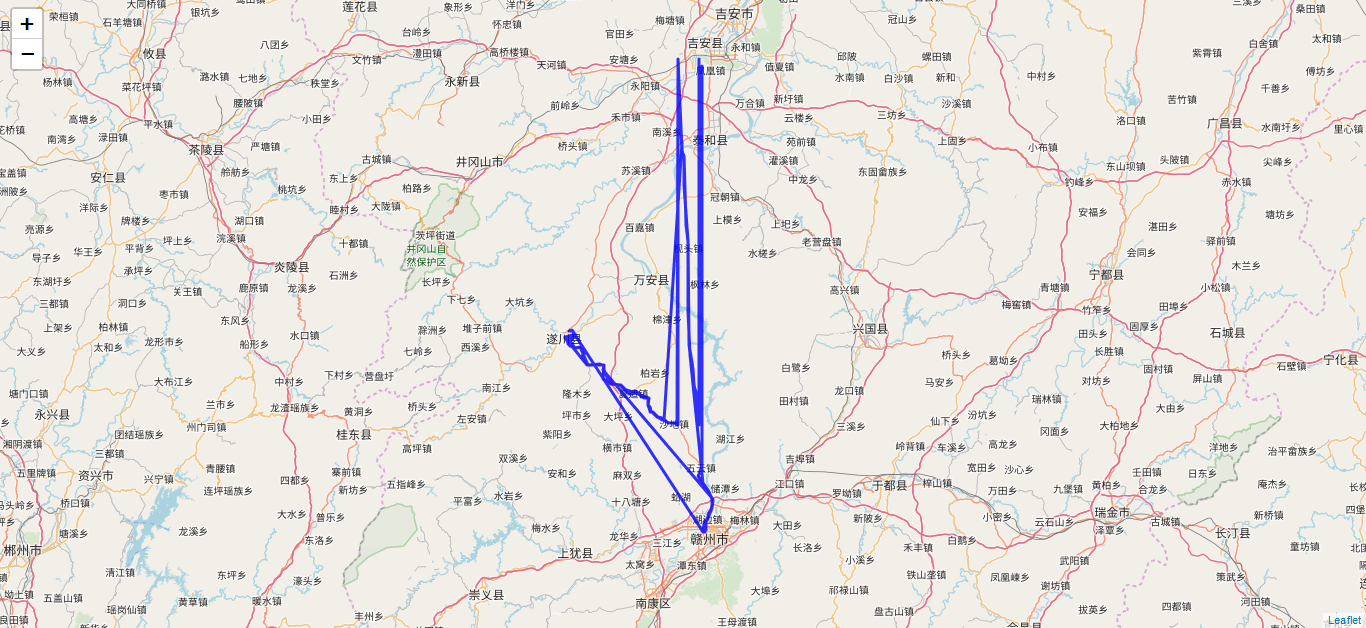 +
−
荣桓镇
大同桥镇
银坑乡
莲花县
象形乡
洋门乡
梅塘镇
吉安市
三溪乡
桑田镇
石羊塘镇
台岭乡
怀忠镇
官田乡
冠山乡
太和镇
八团乡
澧田镇
高桥楼镇
吉安县
永和镇
白舍镇
攸县
文竹镇
天河镇
安塘乡
值夏镇
邱陂
螺田镇
紫霄镇
杨林镇
潞水镇
七地乡
秩堂乡
永新县
永阳镇
凤凰镇
水南镇
白沙镇
新和
中村乡
傅坊乡
菜花坪镇
千善乡
腰陂镇
前岭乡
万合镇
新圩镇
沙溪镇
苦竹镇
高塘乡
平水镇
小田乡
禾市镇
云楼乡
三坊乡
洛口镇
广昌县
水南圩乡
里心镇
南湾乡
渌田镇
严塘镇
桥头镇
南溪乡
泰和县
苑前镇
上固乡
小布镇
茶陵县
古城镇
井冈山市
灌溪镇
东山坝镇
头陂镇
尖峰乡
安仁县
舲舫乡
东上乡
苏溪镇
中龙乡
东固畲族乡
钓峰乡
赤水镇
枣市镇
桃坑乡
柏路乡
冠朝镇
洋际乡
大陇镇
睦村乡
上模乡
上圯乡
安福乡
塘坊乡
牌楼乡
湖口镇
百嘉镇
湛田乡
亮源乡
坪上乡
浣溪镇
茨坪街道
老营盘镇
驿前镇
平背乡
十都镇
井冈山自
然保护区
枧头镇
水槎乡
会同乡
华王乡
导子乡
承坪乡
炎陵县
石洲乡
木兰乡
宁都县
东湖圩乡
关王镇
鹿原镇
龙溪乡
长坪乡
万安县
枫林乡
高兴镇
青塘镇
小松镇
三都镇
洞口乡
下七乡
大坑乡
梅窖镇
竹笮乡
田埠乡
上架乡
柏林镇
东风乡
滁洲乡
堆子前镇
棉津乡
兴国县
固厚乡
石城县
水口镇
遂川县
田头乡
大义乡
太和乡
龙形市乡
船形乡
七岭乡
西溪乡
桥头乡
长胜镇
葛坳乡
宁化县
大布江乡
中村乡
下村乡
营盘圩
柏岩乡
白鹭乡
固村镇
石壁镇
塘门口镇
南江乡
隆木乡
马安乡
对坊乡
屏山镇
龙口镇
永兴县
兰市乡
龙渣瑶族乡
黄洞乡
桥头乡
坪市乡
大坪乡
田村镇
瑞林镇
大由乡
左安镇
沙地镇
三溪乡
仙下乡
汾坑乡
州门司镇
桂东县
大柏地乡
团结瑶族乡
紫阳乡
湖江乡
冈面乡
湘阴渡镇
三都镇
高坪镇
横市镇
岭背镇
车溪乡
高龙乡
洋地乡
治平畲族乡
五里牌镇
资兴市
青腰镇
寨前镇
双溪乡
五云镇
吉埠镇
宽田乡
沙心乡
壬田镇
日东乡
兴宁镇
四都乡
安和乡
麻双乡
江口镇
于都县
梓山镇
九堡镇
黄柏乡
庵杰乡
连坪瑶族乡
新坊乡
五指峰乡
储潭乡
罗坳镇
万田乡
合龙乡
桥口镇
平富乡
水岩乡
十八塘乡
瑞金市
新桥镇
大水乡
普乐乡
梅林镇
大田乡
新陂乡
小密乡
云石山乡
古城镇
塘溪乡
龙溪乡
梅水乡
赣州市
泽覃乡
长汀县
东洛乡
龙华乡
三江乡
长洛乡
白鹅乡
禾丰镇
童坊镇
郴州市
上犹县
小溪乡
武阳镇
清江镇
东坪乡
濠头乡
太窝乡
潭东镇
铁山垄镇
凤凰岽乡
谢坊镇
策武乡
五盖山镇
崇义县
大埠乡
祁禄山镇
黄草镇
暖水镇
南康区
盘古山镇
拔英乡
四都镇
河田镇
瑶岗仙镇
丰州乡
王母渡镇
会昌县
Leaflet